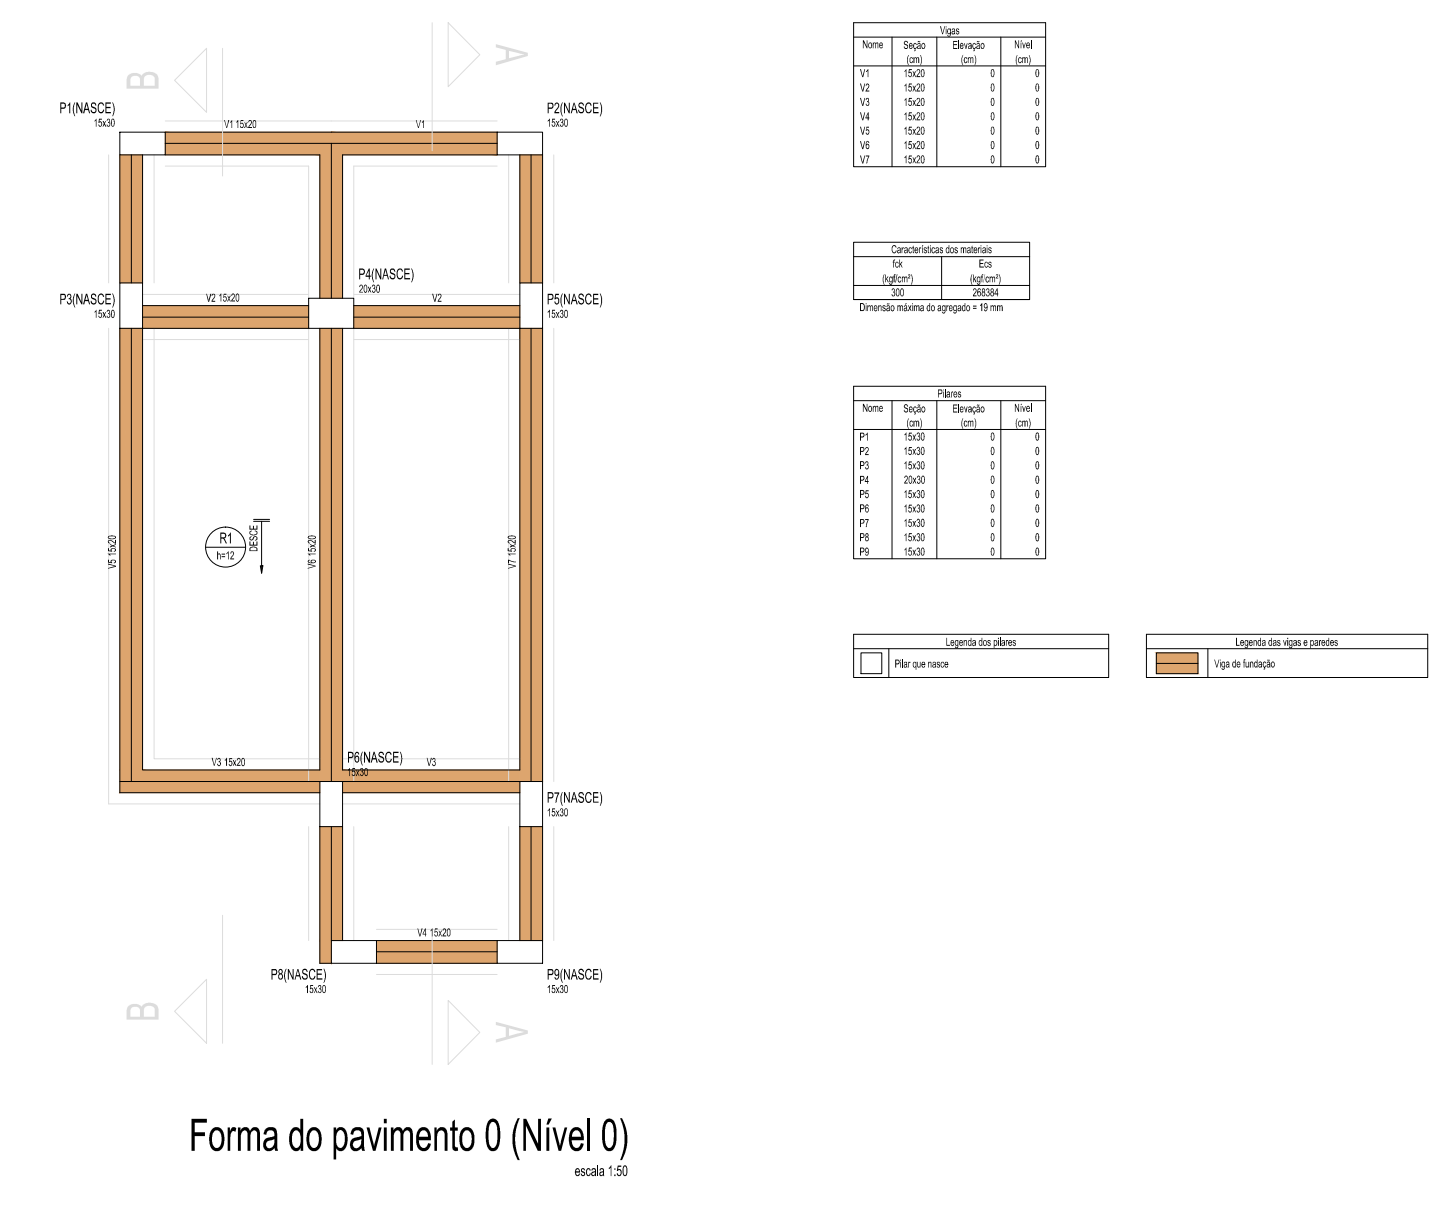 B
A
P1(NASCE)
15x30
V1 15x20
V1
P2(NASCE)
15x30
P4(NASCE)
20x30
P3(NASCE)
15x30
V2 15x20
V2
P5(NASCE)
15x30
R1
h=12
DESCE
V5 15x20
V6 15x20
V7 15x20
V3 15x20
P6(NASCE)
15x30
V3
P7(NASCE)
15x30
V4 15x20
P8(NASCE)
15x30
P9(NASCE)
15x30
B
A
Forma do pavimento 0 (Nível 0)
escala 1:50
Vigas
Nome Seção Elevação Nível
(cm) (cm) (cm)
V1 15x20 0 0
V2 15x20 0 0
V3 15x20 0 0
V4 15x20 0 0
V5 15x20 0 0
V6 15x20 0 0
V7 15x20 0 0
Características dos materiais
fck Ecs
(kgf/cm²) (kgf/cm²)
300 268384
Dimensão máxima do agregado = 19 mm
Pilares
Nome Seção Elevação Nível
(cm) (cm) (cm)
P1 15x30 0 0
P2 15x30 0 0
P3 15x30 0 0
P4 20x30 0 0
P5 15x30 0 0
P6 15x30 0 0
P7 15x30 0 0
P8 15x30 0 0
P9 15x30 0 0
Legenda dos pilares
Pilar que nasce
Legenda das vigas e paredes
Viga de fundação